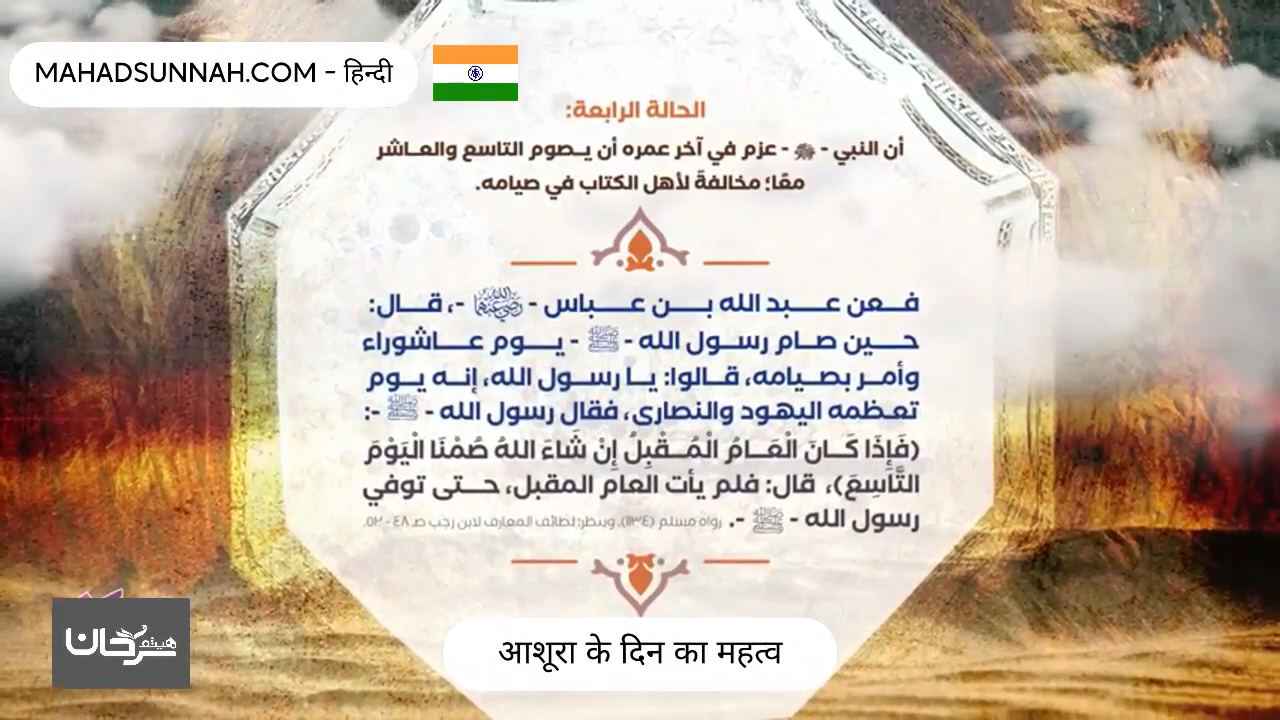 MAHADSUNNAH.COM - हिन्दी
الحالة الرابعة:
أن النبي - ﷺ - عزم في آخر عمره أن يصوم التاسع والعاشر
معًا؛ مخالفةً لأهل الكتاب في صيامه.
فعن عبد الله بن عباس - رضي الله عنهما -، قال:
حين صام رسول الله - ﷺ - يوم عاشوراء
وأمر بصيامه، قالوا: يا رسول الله، إنه يوم
تعظمه اليهود والنصارى، فقال رسول الله - ﷺ -:
(فَإِذَا كَانَ الْعَامُ الْمُقْبِلُ إِنْ شَاءَ اللهُ صُمْنَا الْيَوْمَ
التَّاسِعَ)، قال: فلم يأت العام المقبل، حتى توفي
رسول الله - ﷺ -. رواه مسلم (١١٣٤)، وينظر: لطائف المعارف لابن رجب صـ ٤٨ - ٥٢.
هيثم سرحان
आशूरा के दिन का महत्व